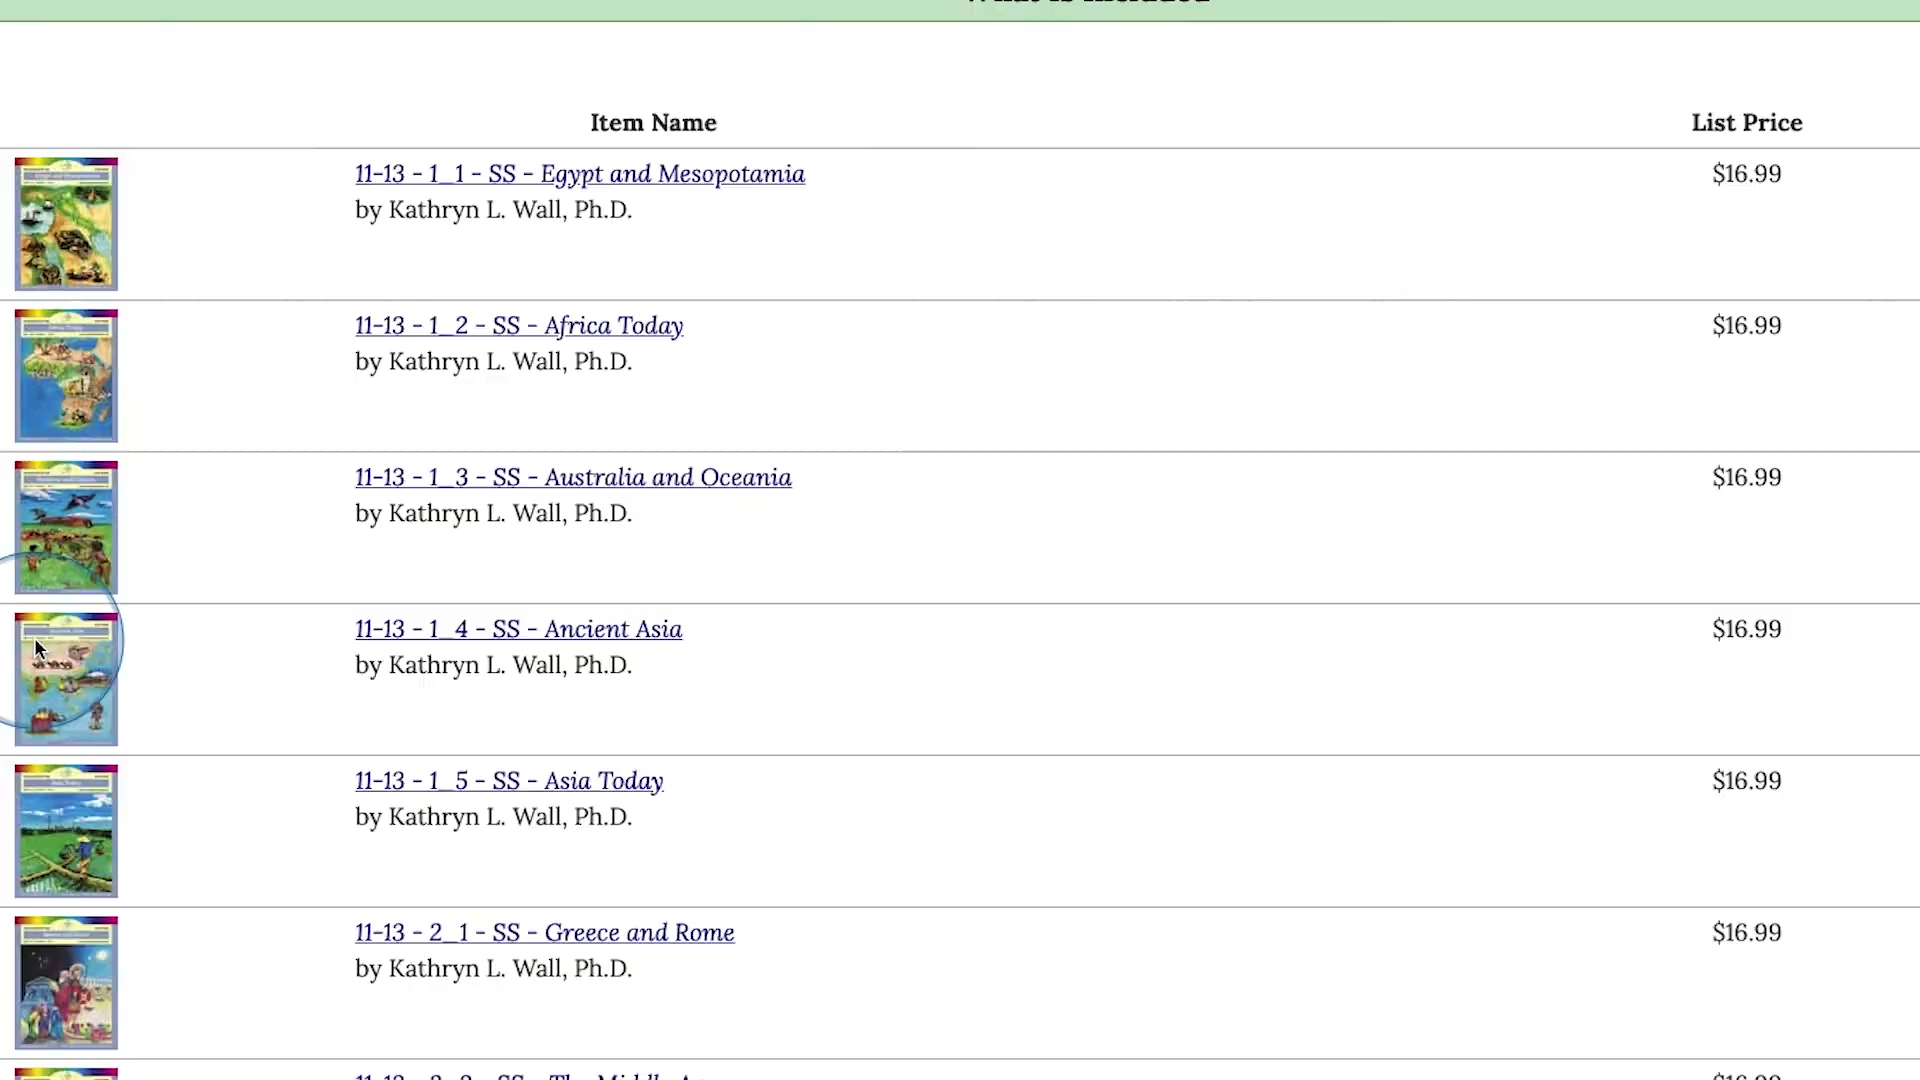 What is Included
Item Name List Price
11-13 - 1_1 - SS - Egypt and Mesopotamia $16.99
by Kathryn L. Wall, Ph.D.
11-13 - 1_2 - SS - Africa Today $16.99
by Kathryn L. Wall, Ph.D.
11-13 - 1_3 - SS - Australia and Oceania $16.99
by Kathryn L. Wall, Ph.D.
11-13 - 1_4 - SS - Ancient Asia $16.99
by Kathryn L. Wall, Ph.D.
11-13 - 1_5 - SS - Asia Today $16.99
by Kathryn L. Wall, Ph.D.
11-13 - 2_1 - SS - Greece and Rome $16.99
by Kathryn L. Wall, Ph.D.